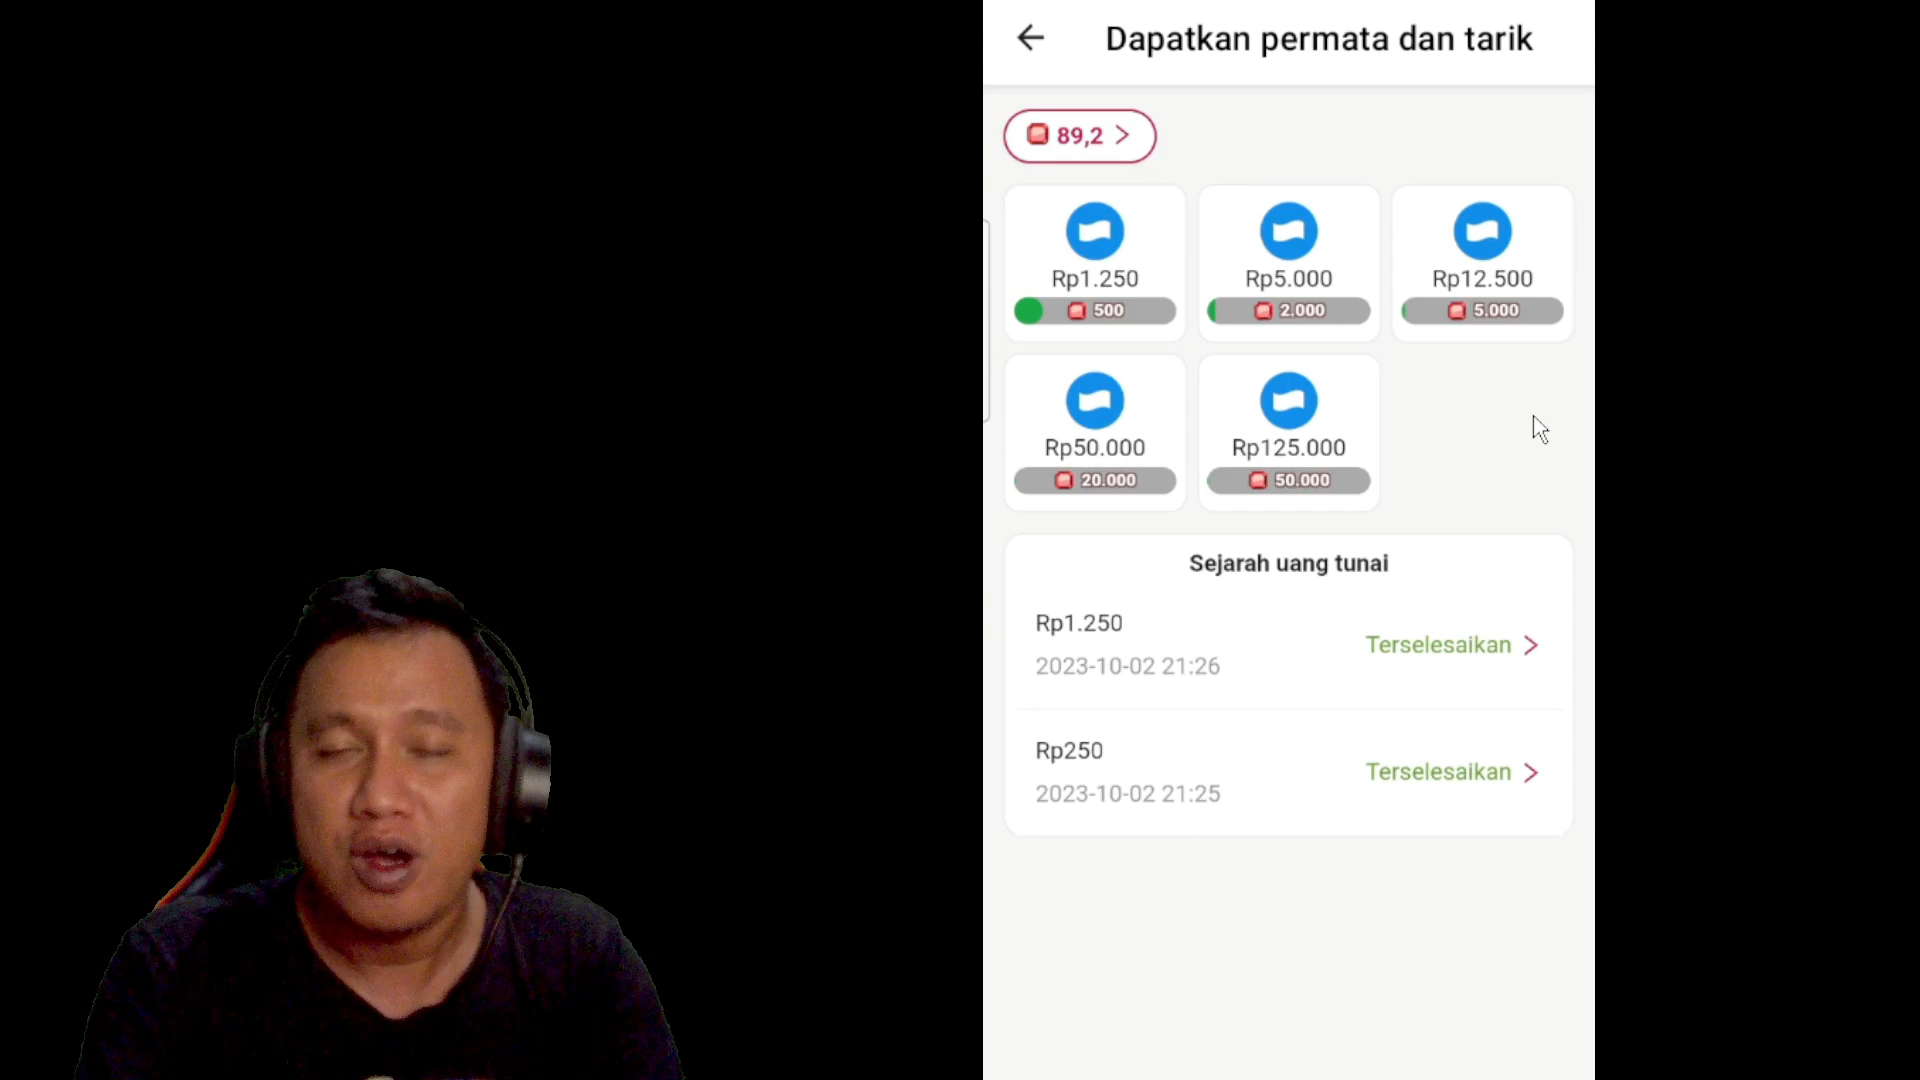 Dapatkan permata dan tarik
89,2
Rp1.250
Rp5.000
Rp12.500
500
2.000
5.000
Rp50.000
Rp125.000
20.000
50.000
Sejarah uang tunai
Rp1.250
Terselesaikan
2023-10-02 21:26
Rp250
Terselesaikan
2023-10-02 21:25